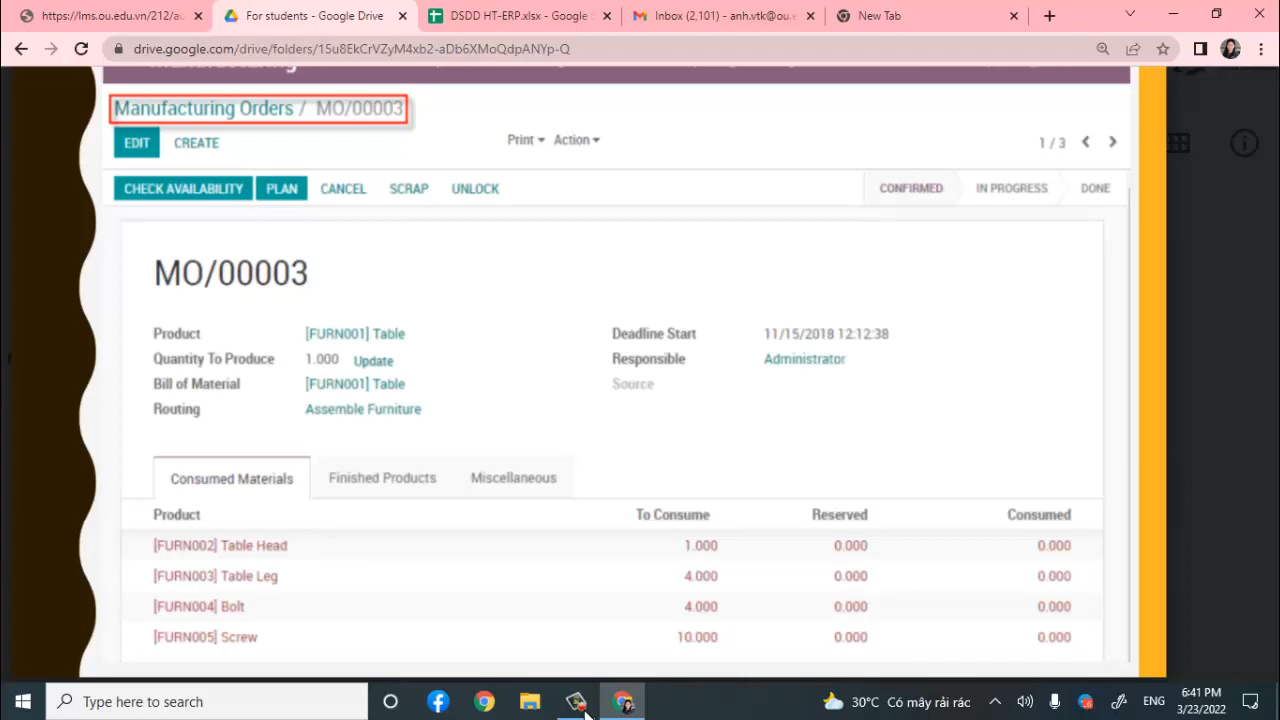 https://lms.ou.edu.vn/212/au
For students - Google Drive
DSDD HT-ERP.xlsx - Google
Inbox (2,101) - anh.vtk@ou.e
New Tab
drive.google.com/drive/folders/15u8EkCrVZyM4xb2-aDb6XMoQdpANYp-Q
Manufacturing Orders / MO/00003
EDIT CREATE Print Action 1 / 3
CHECK AVAILABILITY PLAN CANCEL SCRAP UNLOCK CONFIRMED IN PROGRESS DONE
MO/00003
Product [FURN001] Table Deadline Start 11/15/2018 12:12:38
Quantity To Produce 1.000 Update Responsible Administrator
Bill of Material [FURN001] Table Source
Routing Assemble Furniture
Consumed Materials Finished Products Miscellaneous
Product To Consume Reserved Consumed
[FURN002] Table Head 1.000 0.000 0.000
[FURN003] Table Leg 4.000 0.000 0.000
[FURN004] Bolt 4.000 0.000 0.000
[FURN005] Screw 10.000 0.000 0.000
Type here to search
30°C Có mây rải rác
ENG
6:41 PM
3/23/2022